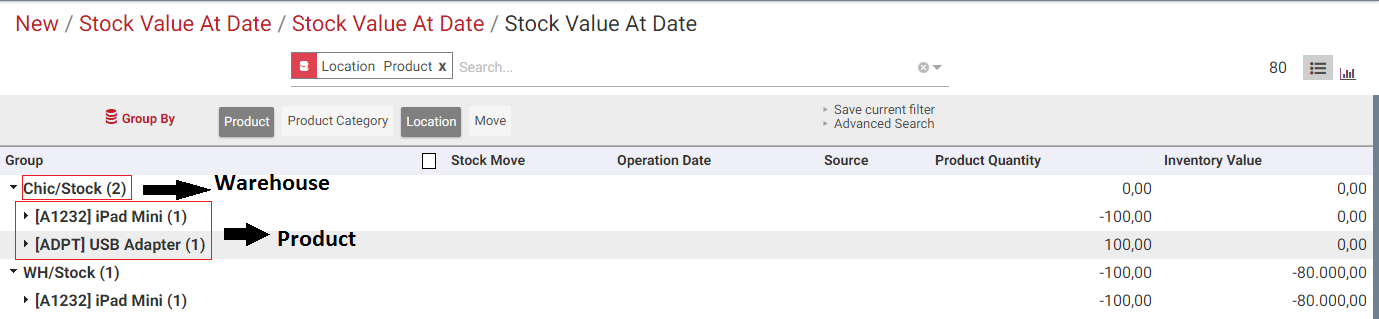 New / Stock Value At Date / Stock Value At Date / Stock Value At Date
Location Product x Search... 80
Group By Product Product Category Location Move Save current filter
Advanced Search
Group Stock Move Operation Date Source Product Quantity Inventory Value
Chic/Stock (2) Warehouse 0,00 0,00
[A1232] iPad Mini (1) -100,00 0,00
Product
[ADPT] USB Adapter (1) 100,00 0,00
WH/Stock (1) -100,00 -80.000,00
[A1232] iPad Mini (1) -100,00 -80.000,00